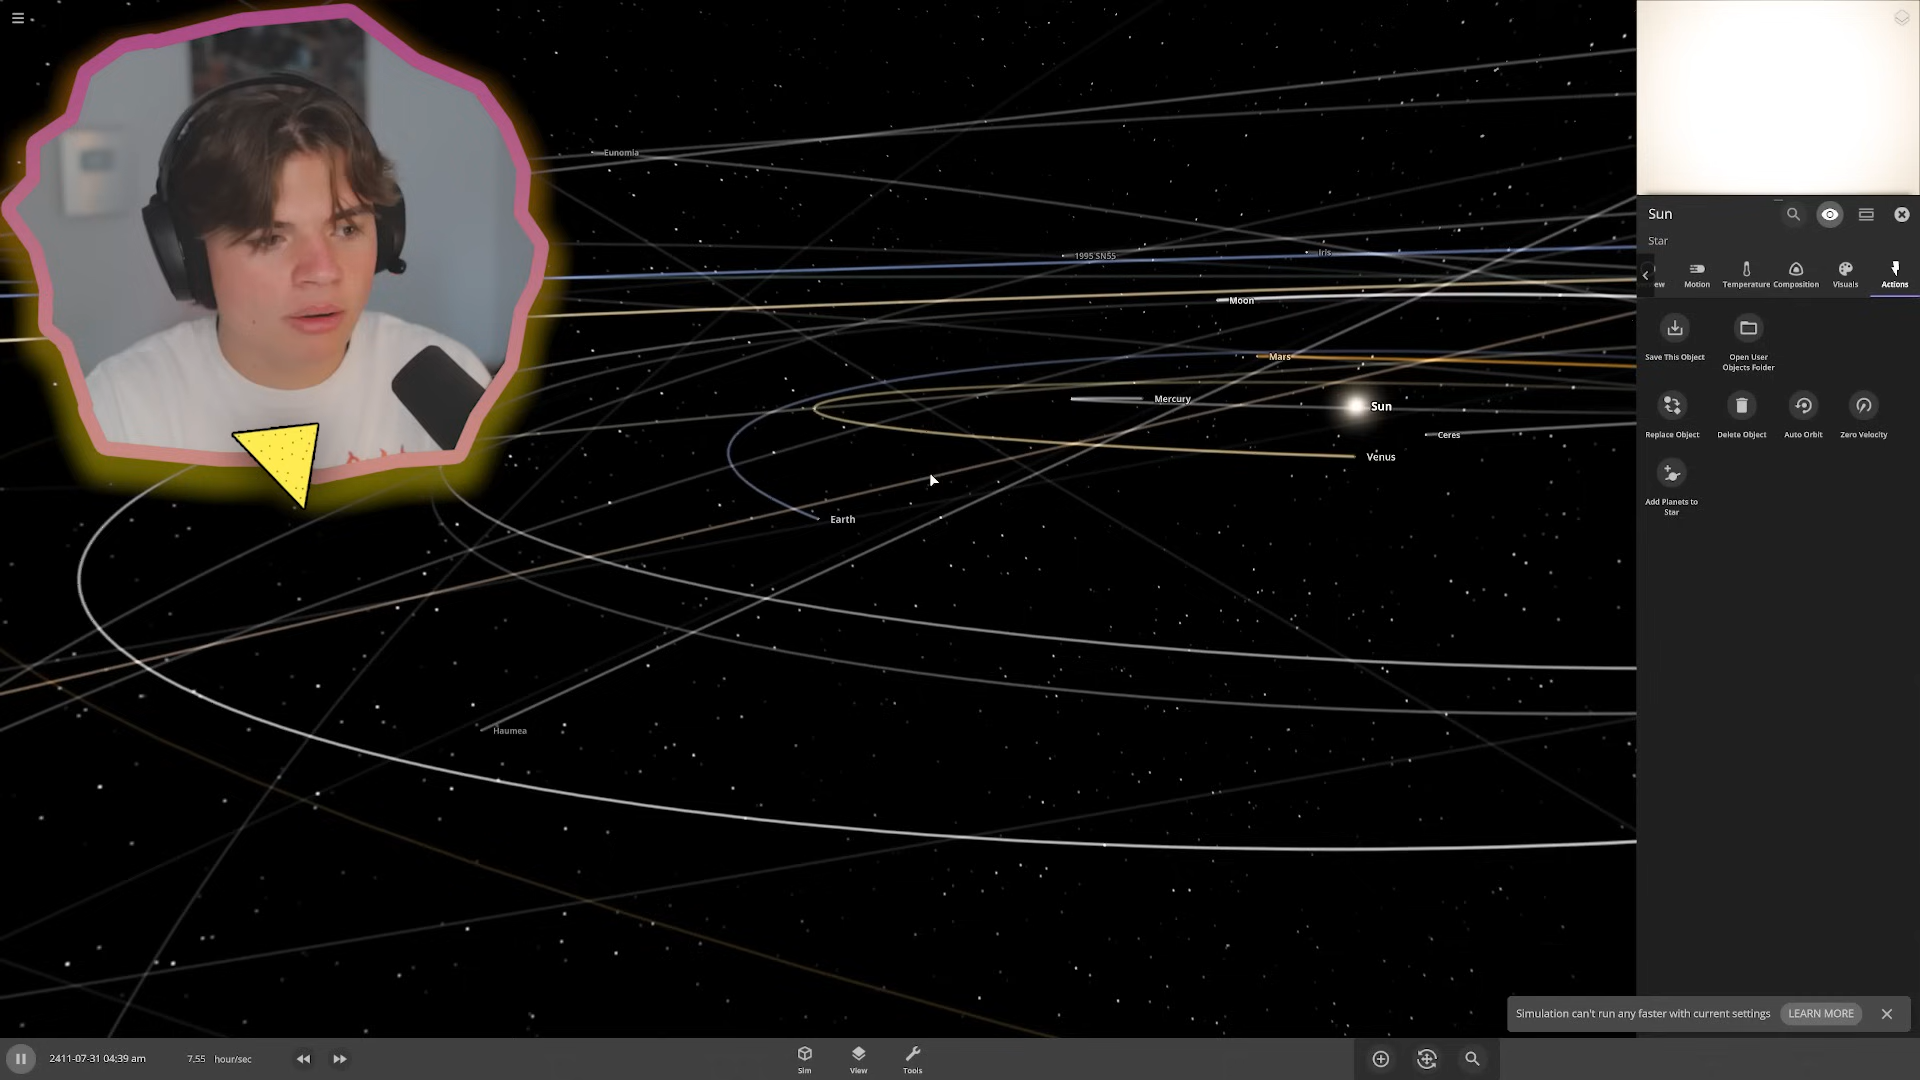 Eunomia
1995 SN55
Iris
Moon
Mars
Mercury
Sun
Ceres
Venus
Earth
Haumea
Sun
Star
Motion
Temperature
Composition
Visuals
Actions
Save This Object
Open User
Objects Folder
Replace Object
Delete Object
Auto Orbit
Zero Velocity
Add Planets to
Star
Simulation can't run any faster with current settings
LEARN MORE
2411-07-31 04:39 am
7.55 hour/sec
Sim
View
Tools